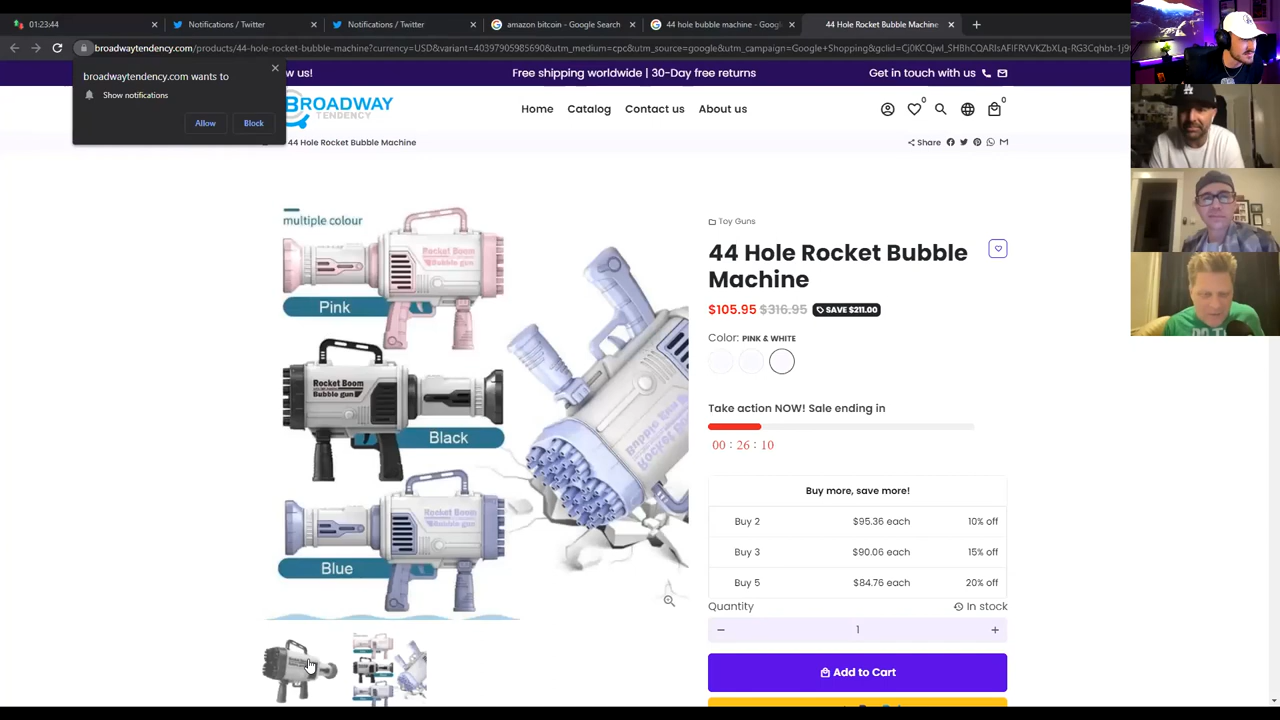 01:23:44
Notifications / Twitter
Notifications / Twitter
amazon bitcoin - Google Search
44 hole bubble machine - Googl
44 Hole Rocket Bubble Machine
broadwaytendency.com/products/44-hole-rocket-bubble-machine?currency=USD&variant=40397905985690&utm_medium=cpc&utm_source=google&utm_campaign=Google
broadwaytendency.com wants to
Show notifications
Allow
Block
w us!
Free shipping worldwide | 30-Day free returns
Get in touch with us
BROADWAY
TENDENCY
Home
Catalog
Contact us
About us
0
0
44 Hole Rocket Bubble Machine
Share
multiple colour
Rocket Boom
Bubble gun
Pink
Rocket Boom
Bubble gun
Black
Blue
Toy Guns
44 Hole Rocket Bubble
Machine
$105.95 $316.95 SAVE $211.00
Color: PINK & WHITE
Take action NOW! Sale ending in
00 : 26 : 10
Buy more, save more!
Buy 2 $95.36 each 10% off
Buy 3 $90.06 each 15% off
Buy 5 $84.76 each 20% off
Quantity
In stock
− 1 +
Add to Cart